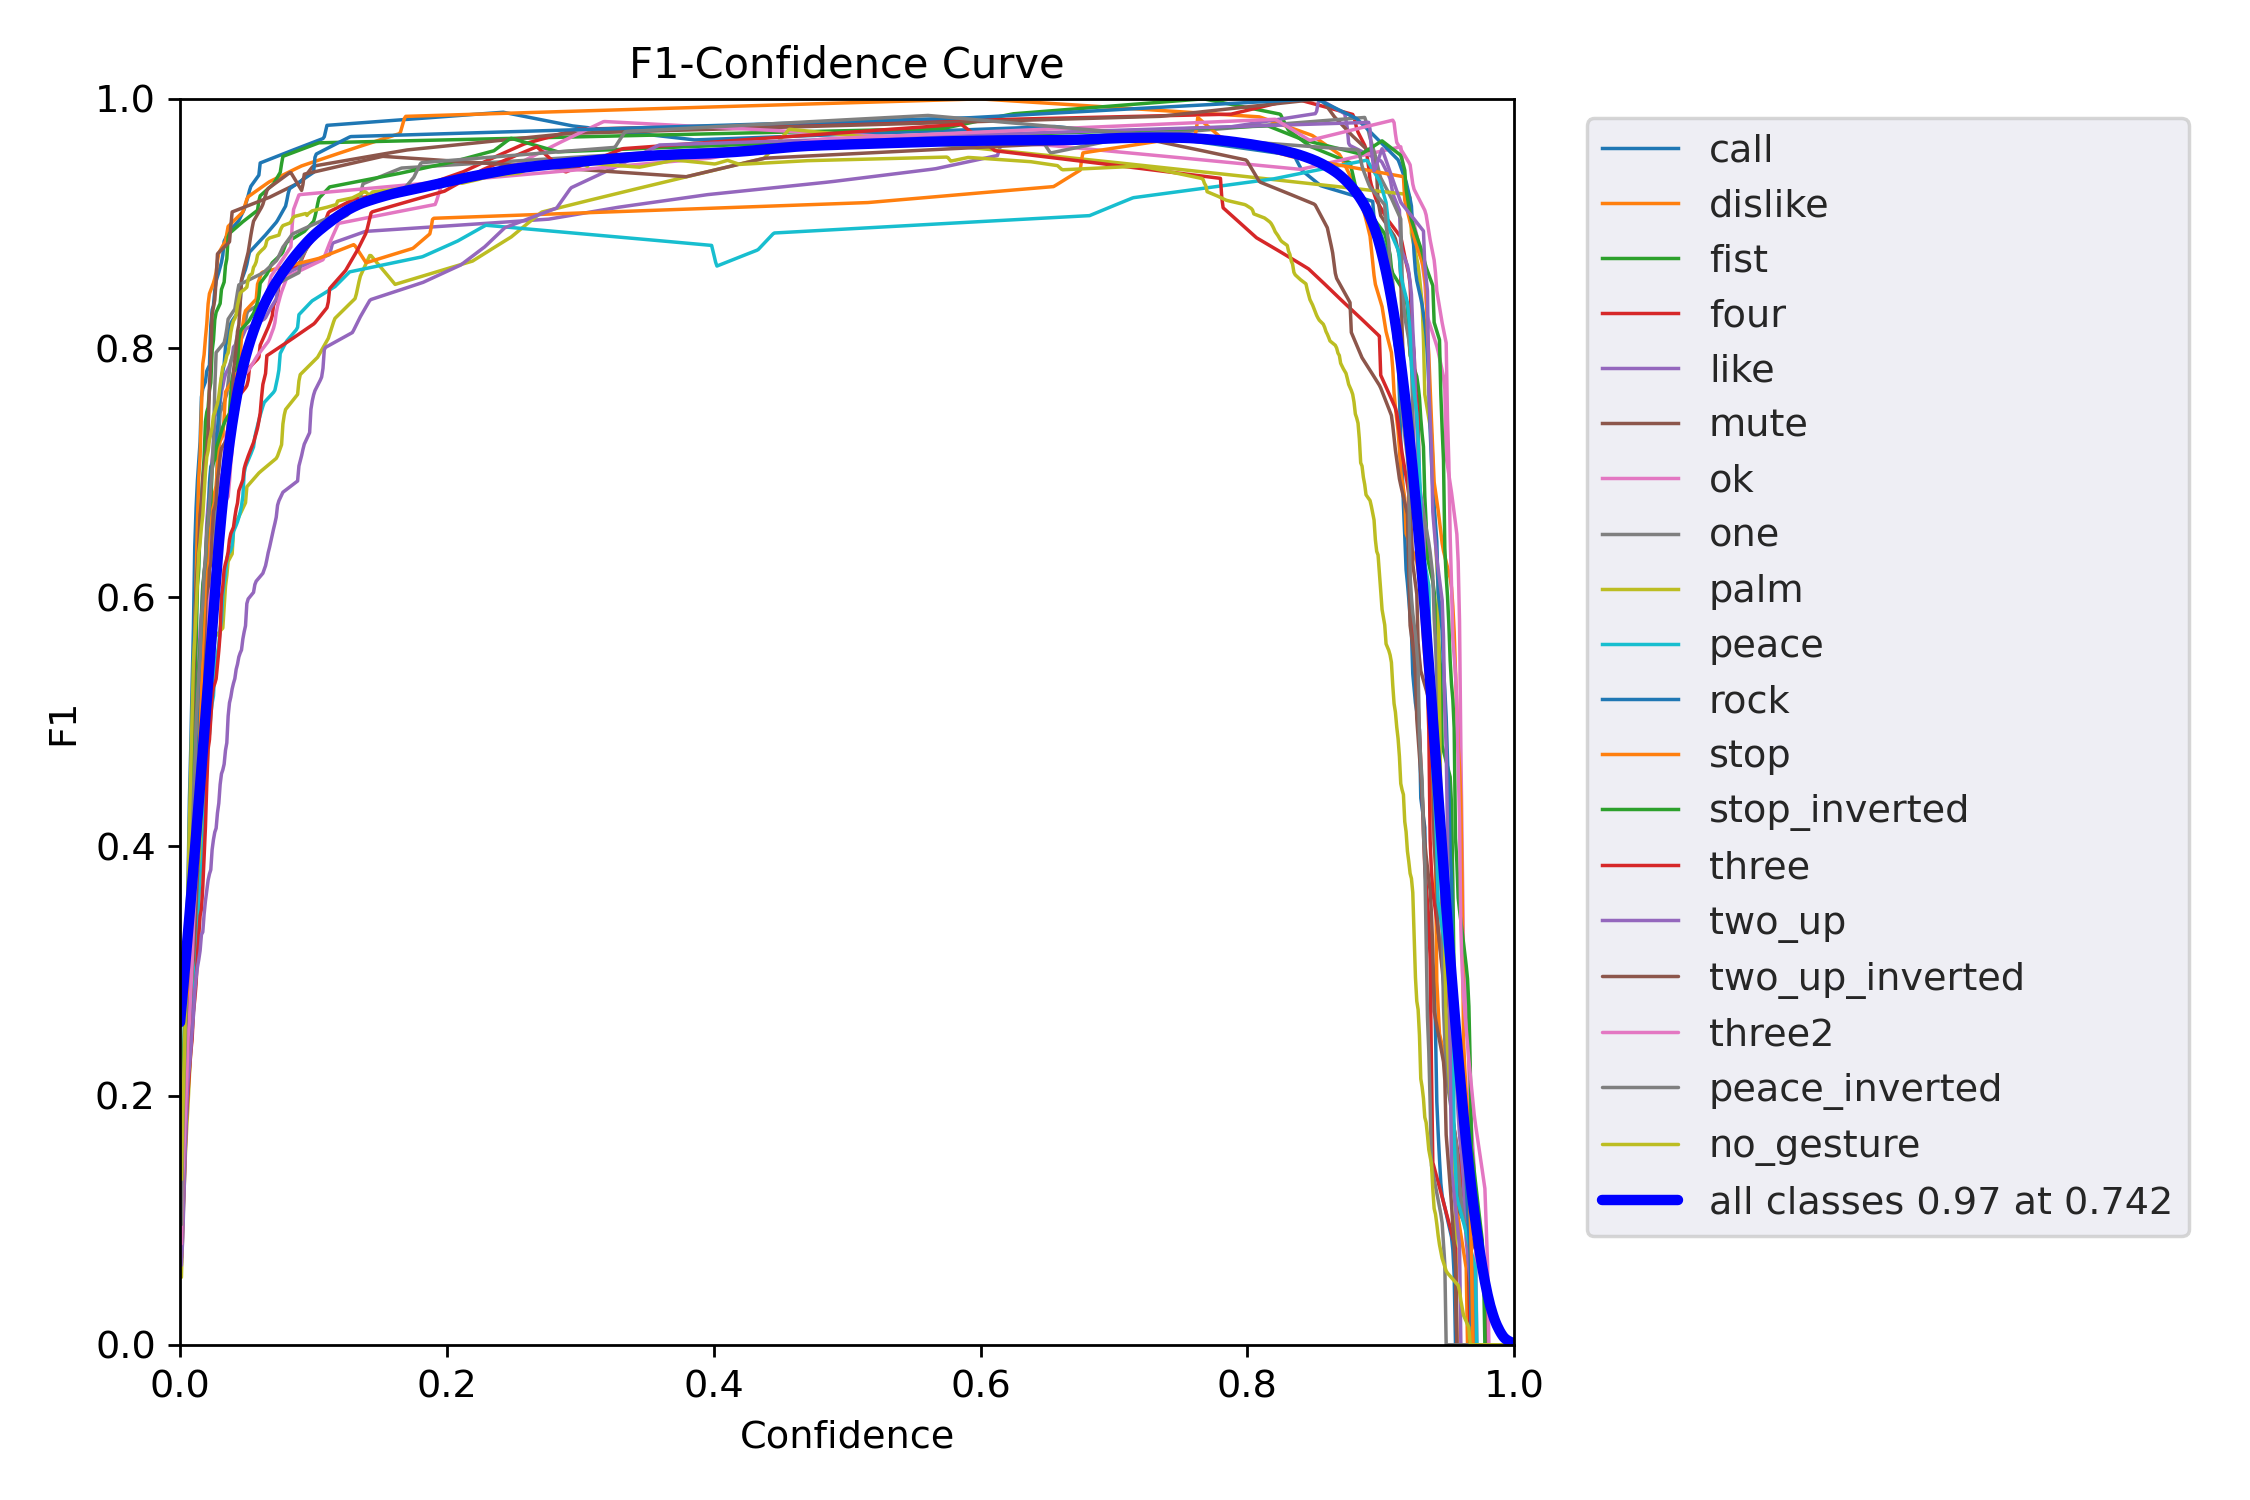 F1-Confidence Curve
1.0
0.8
0.6
0.4
0.2
0.0
F1
0.0 0.2 0.4 0.6 0.8 1.0
Confidence
call
dislike
fist
four
like
mute
ok
one
palm
peace
rock
stop
stop_inverted
three
two_up
two_up_inverted
three2
peace_inverted
no_gesture
all classes 0.97 at 0.742